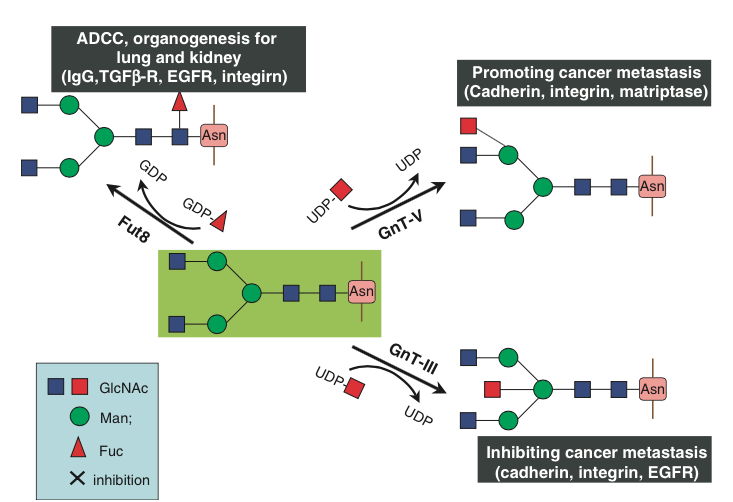 ADCC, organogenesis for
lung and kidney
(IgG,TGFβ-R, EGFR, integirn)
Promoting cancer metastasis
(Cadherin, integrin, matriptase)
Asn
GDP
GDP-
Fut8
UDP-
UDP
GnT-V
Asn
Asn
GnT-III
UDP-
UDP
Asn
GlcNAc
Man;
Fuc
inhibition
Inhibiting cancer metastasis
(cadherin, integrin, EGFR)